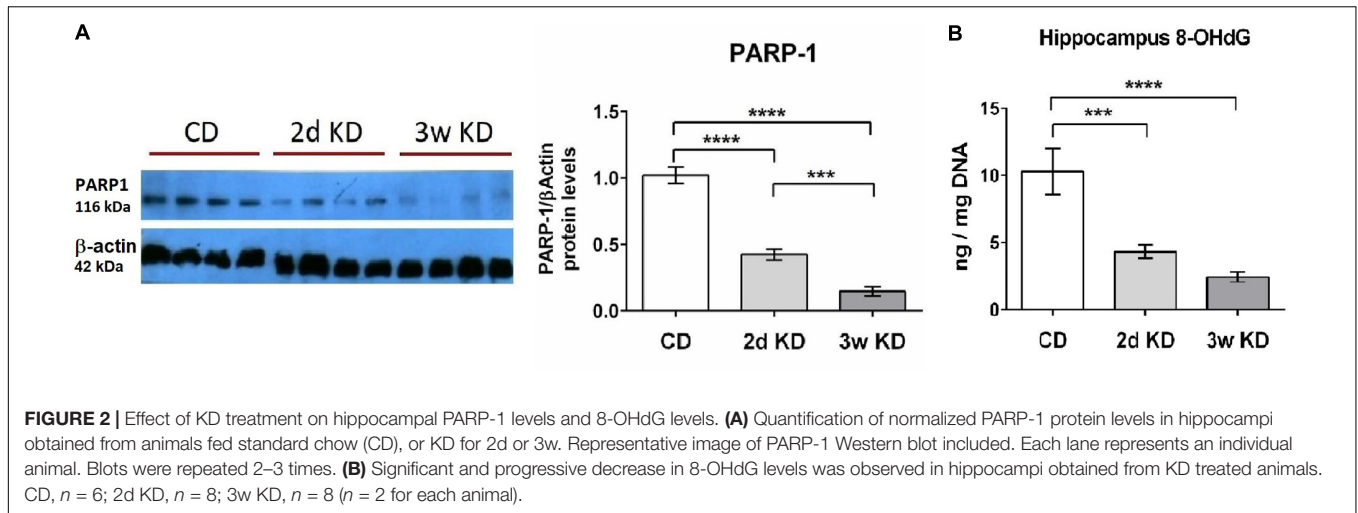 A
CD 2d KD 3w KD
PARP1
116 kDa
β-actin
42 kDa
PARP-1
PARP-1/βActin
protein levels
1.5
1.0
0.5
0.0
****
****
***
CD 2d KD 3w KD
B
Hippocampus 8-OHdG
ng / mg DNA
15
10
5
0
****
***
CD 2d KD 3w KD
FIGURE 2 | Effect of KD treatment on hippocampal PARP-1 levels and 8-OHdG levels. (A) Quantification of normalized PARP-1 protein levels in hippocampi
obtained from animals fed standard chow (CD), or KD for 2d or 3w. Representative image of PARP-1 Western blot included. Each lane represents an individual
animal. Blots were repeated 2–3 times. (B) Significant and progressive decrease in 8-OHdG levels was observed in hippocampi obtained from KD treated animals.
CD, n = 6; 2d KD, n = 8; 3w KD, n = 8 (n = 2 for each animal).